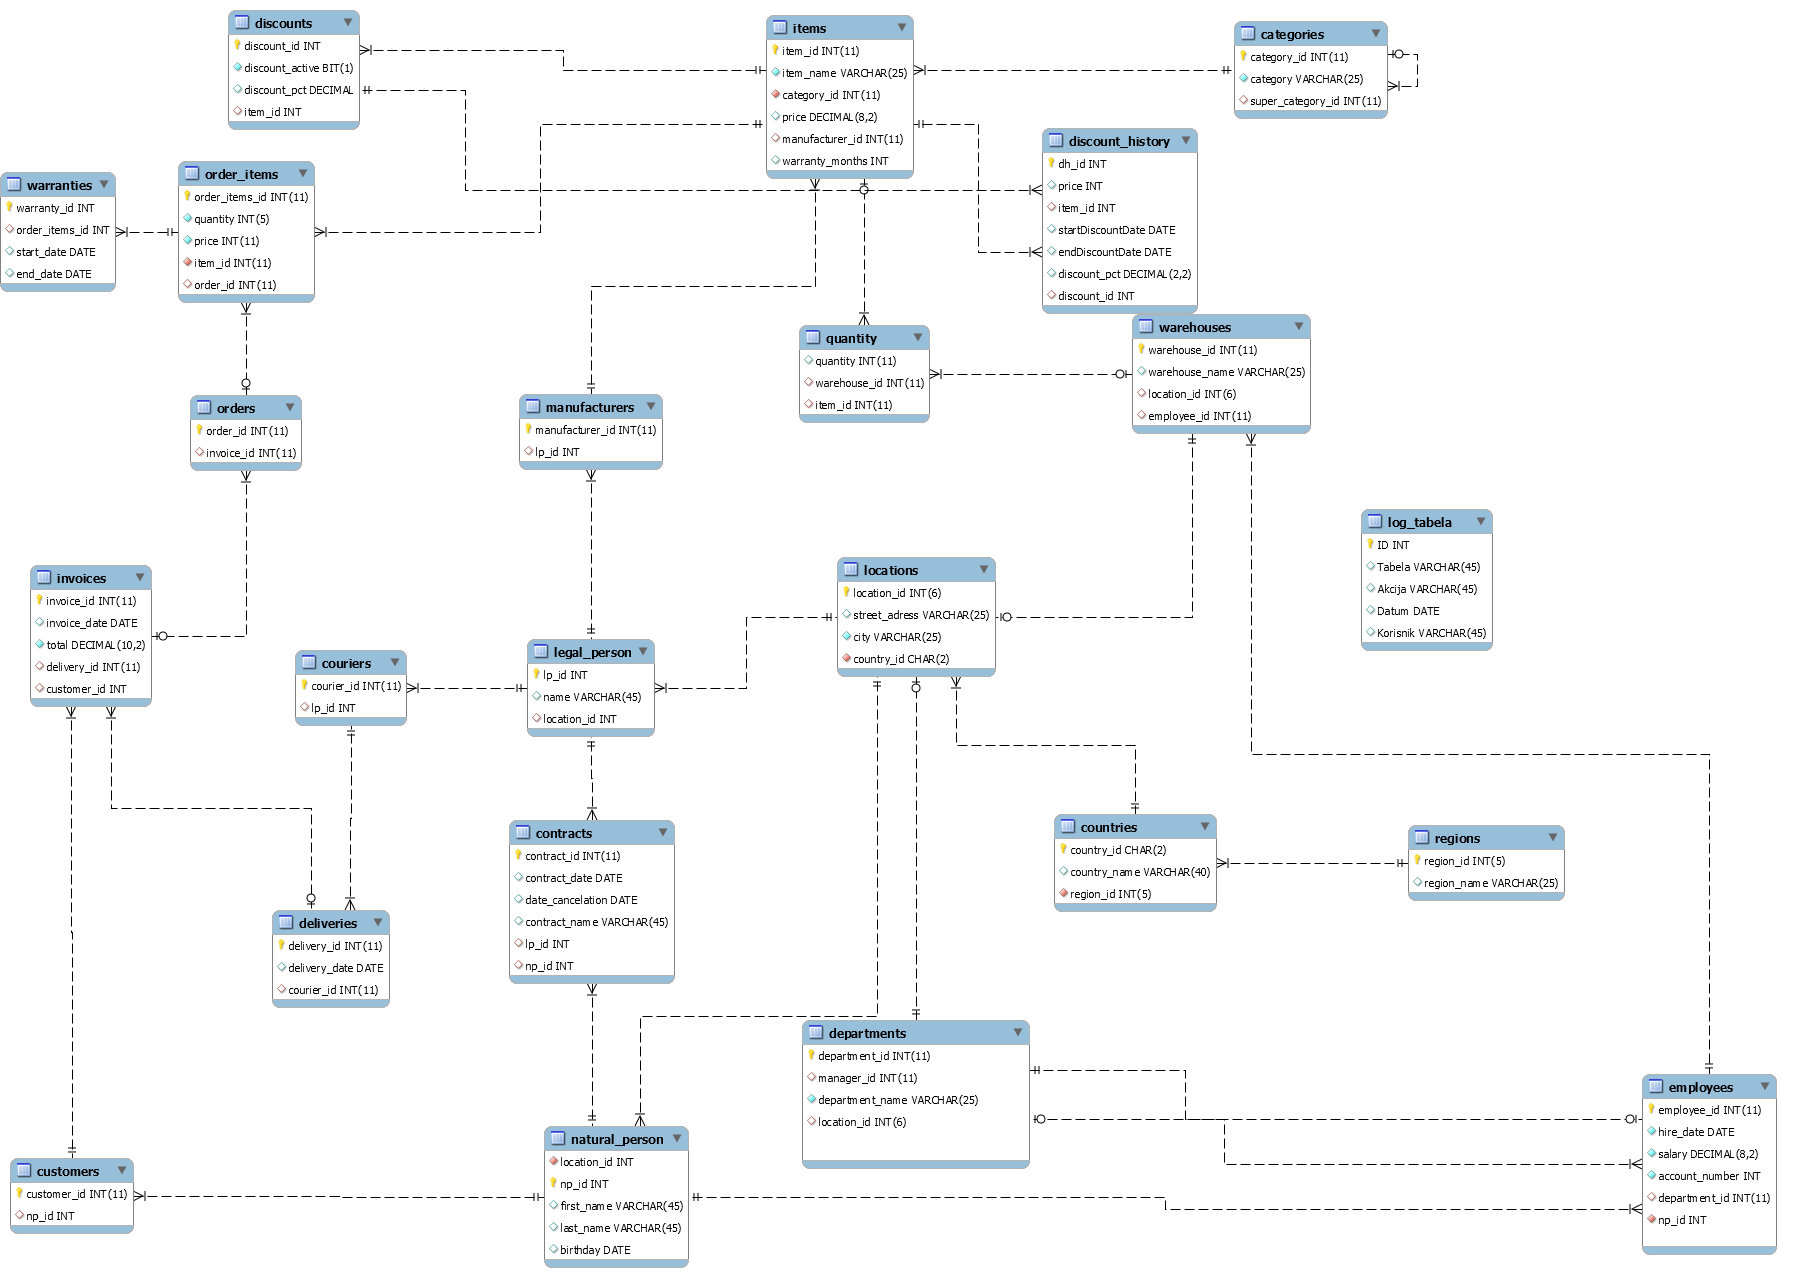 discounts
discount_id INT
discount_active BIT(1)
discount_pct DECIMAL
item_id INT
items
item_id INT(11)
item_name VARCHAR(25)
category_id INT(11)
price DECIMAL(8,2)
manufacturer_id INT(11)
warranty_months INT
categories
category_id INT(11)
category VARCHAR(25)
super_category_id INT(11)
discount_history
dh_id INT
price INT
item_id INT
startDiscountDate DATE
endDiscountDate DATE
discount_pct DECIMAL(2,2)
discount_id INT
warranties
warranty_id INT
order_items_id INT
start_date DATE
end_date DATE
order_items
order_items_id INT(11)
quantity INT(5)
price INT(11)
item_id INT(11)
order_id INT(11)
quantity
quantity INT(11)
warehouse_id INT(11)
item_id INT(11)
warehouses
warehouse_id INT(11)
warehouse_name VARCHAR(25)
location_id INT(6)
employee_id INT(11)
orders
order_id INT(11)
invoice_id INT(11)
manufacturers
manufacturer_id INT(11)
lp_id INT
log_tabela
ID INT
Tabela VARCHAR(45)
Akcija VARCHAR(45)
Datum DATE
Korisnik VARCHAR(45)
invoices
invoice_id INT(11)
invoice_date DATE
total DECIMAL(10,2)
delivery_id INT(11)
customer_id INT
couriers
courier_id INT(11)
lp_id INT
legal_person
lp_id INT
name VARCHAR(45)
location_id INT
locations
location_id INT(6)
street_adress VARCHAR(25)
city VARCHAR(25)
country_id CHAR(2)
contracts
contract_id INT(11)
contract_date DATE
date_cancelation DATE
contract_name VARCHAR(45)
lp_id INT
np_id INT
countries
country_id CHAR(2)
country_name VARCHAR(40)
region_id INT(5)
regions
region_id INT(5)
region_name VARCHAR(25)
deliveries
delivery_id INT(11)
delivery_date DATE
courier_id INT(11)
departments
department_id INT(11)
manager_id INT(11)
department_name VARCHAR(25)
location_id INT(6)
employees
employee_id INT(11)
hire_date DATE
salary DECIMAL(8,2)
account_number INT
department_id INT(11)
np_id INT
customers
customer_id INT(11)
np_id INT
natural_person
location_id INT
np_id INT
first_name VARCHAR(45)
last_name VARCHAR(45)
birthday DATE